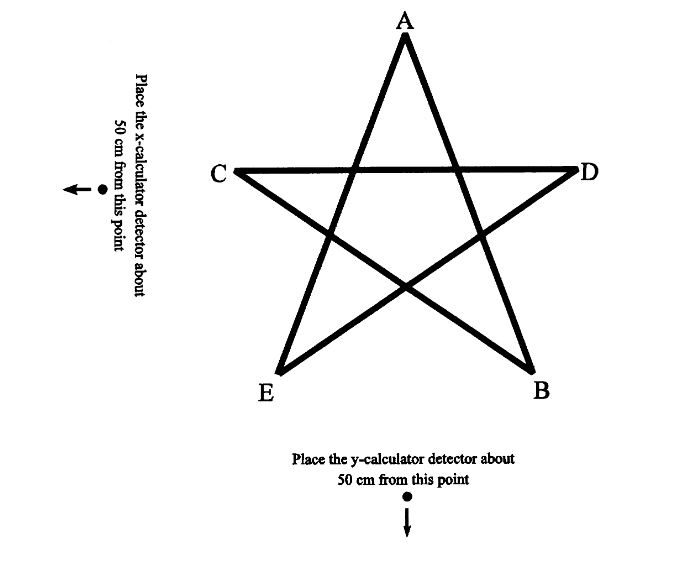 A
Place the x-calculator detector about
50 cm from this point
C
D
E
B
Place the y-calculator detector about
50 cm from this point